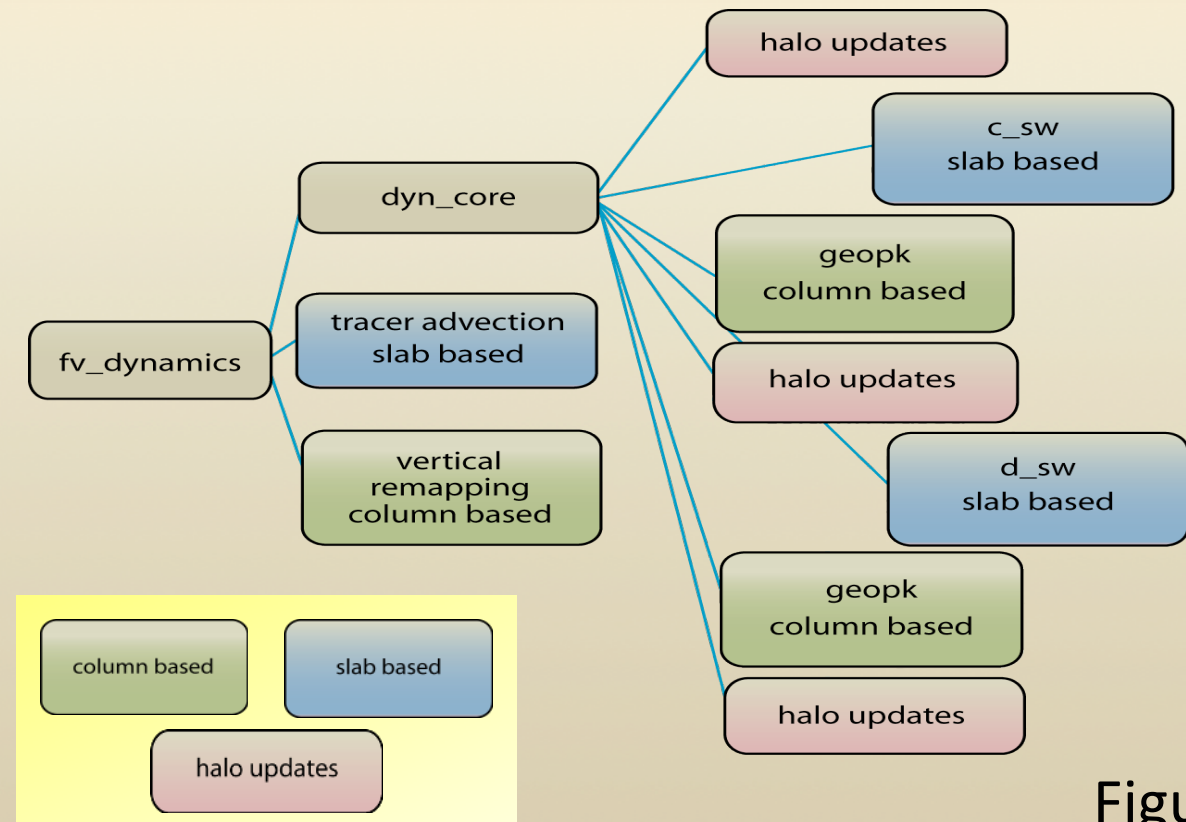 halo updates
c_sw
slab based
dyn_core
geopk
column based
tracer advection
slab based
fv_dynamics
halo updates
vertical
remapping
column based
d_sw
slab based
geopk
column based
column based
slab based
halo updates
halo updates